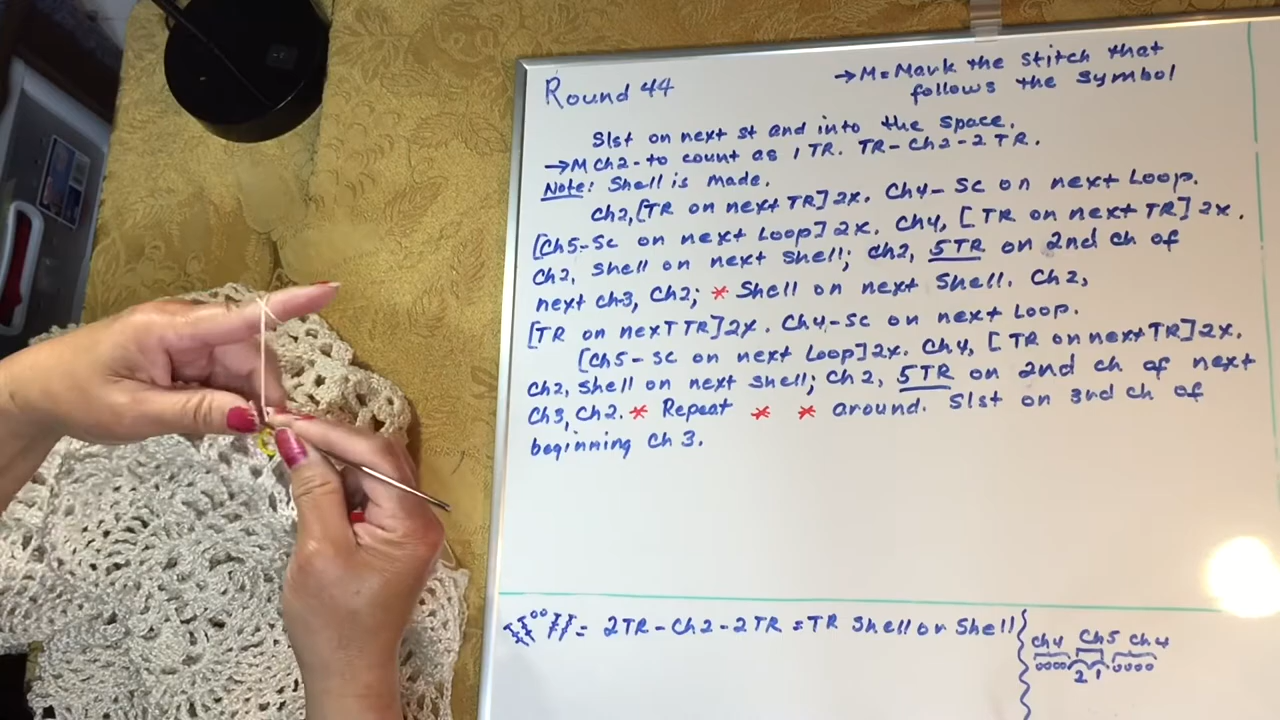 Round 44
→M=Mark the stitch that
follows the symbol
Slst on next st and into the space.
→M Ch2-to count as 1 TR. TR-Ch2-2 TR.
Note: Shell is made.
Ch2,[TR on next TR]2x. Ch4-Sc on next Loop.
[Ch5-Sc on next Loop]2x. Ch4, [TR on next TR]2x.
Ch2, Shell on next Shell; Ch2, 5TR on 2nd ch of
next ch-3, Ch2; * Shell on next Shell. Ch2,
[TR on nexT TR]2x. Ch4-Sc on next Loop.
[Ch5-Sc on next Loop]2x. Ch4, [TR on next TR]2x.
Ch2, Shell on next Shell; Ch2, 5TR on 2nd ch of next
Ch3, Ch2. * Repeat * * around. Slst on 3rd ch of
beginning Ch 3.
= 2TR-Ch2-2TR = TR Shell or Shell
Ch4 Ch5 Ch4
2 1